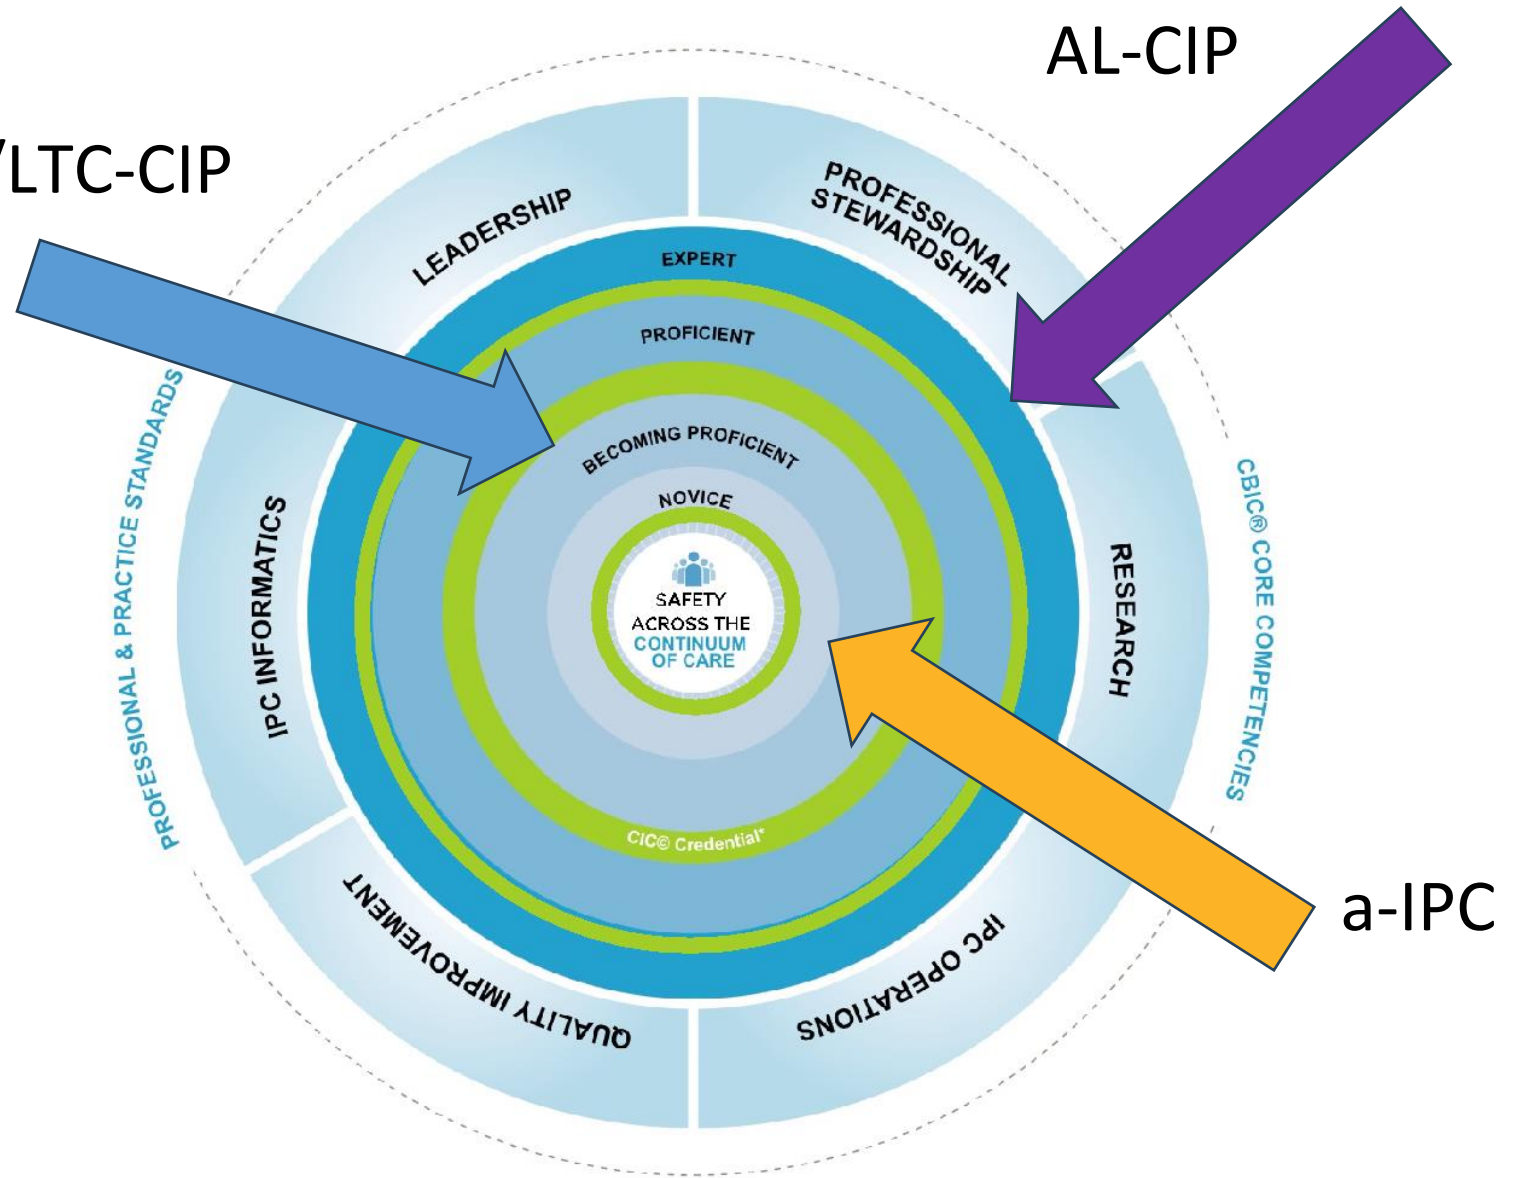 AL-CIP
/LTC-CIP
LEADERSHIP
PROFESSIONAL
STEWARDSHIP
EXPERT
PROFICIENT
BECOMING PROFICIENT
NOVICE
SAFETY
ACROSS THE
CONTINUUM
OF CARE
PROFESSIONAL & PRACTICE STANDARDS
IPC INFORMATICS
RESEARCH
CBIC® CORE COMPETENCIES
CIC© Credential*
a-IPC
QUALITY IMPROVEMENT
IPC OPERATIONS